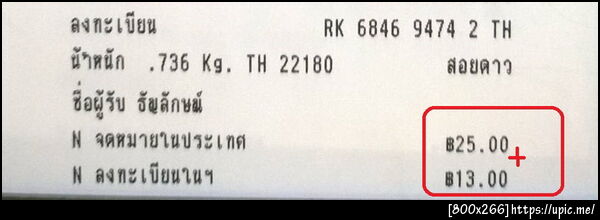 ลงทะเบียน RK 6846 9474 2 TH
น้ำหนัก .736 Kg. TH 22180 สอยดาว
ชื่อผู้รับ ธัญลักษณ์
N จดหมายในประเทศ ฿25.00
+
N ลงทะเบียนในฯ ฿13.00
[800x266]https://upic.me/